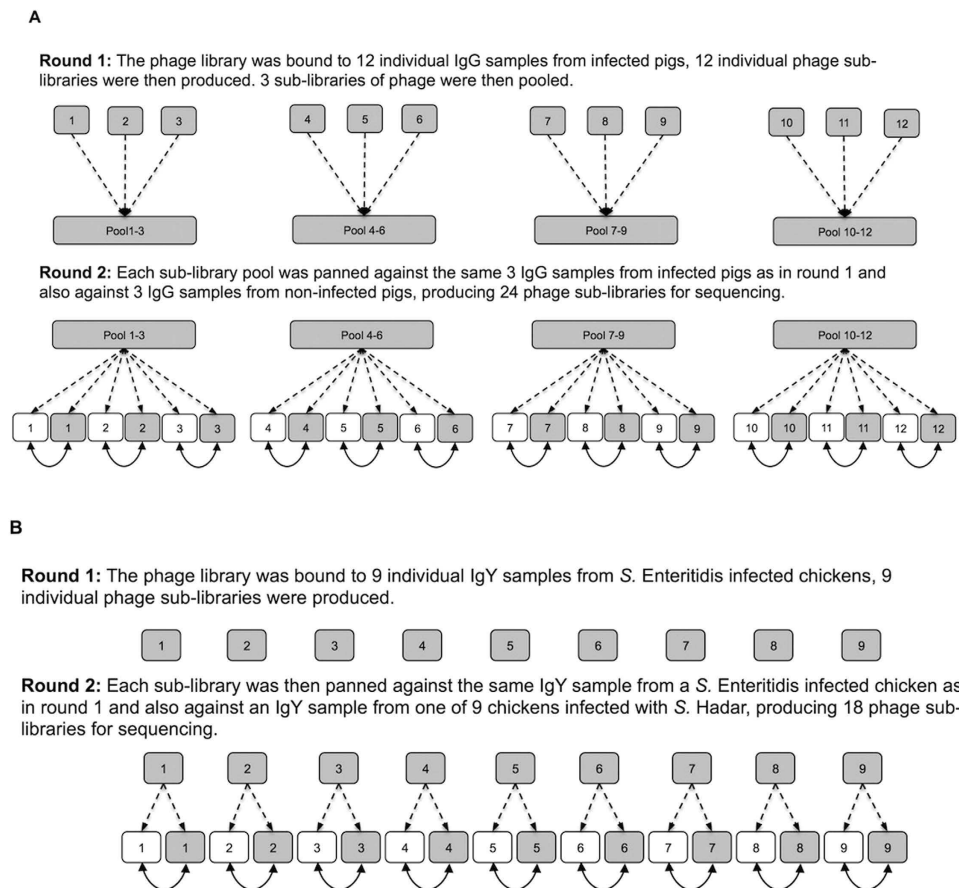 A
Round 1: The phage library was bound to 12 individual IgG samples from infected pigs, 12 individual phage sub-
libraries were then produced. 3 sub-libraries of phage were then pooled.
1 2 3 4 5 6 7 8 9 10 11 12
Pool1-3 Pool 4-6 Pool 7-9 Pool 10-12
Round 2: Each sub-library pool was panned against the same 3 IgG samples from infected pigs as in round 1 and
also against 3 IgG samples from non-infected pigs, producing 24 phage sub-libraries for sequencing.
Pool 1-3 Pool 4-6 Pool 7-9 Pool 10-12
1 1 2 2 3 3 4 4 5 5 6 6 7 7 8 8 9 9 10 10 11 11 12 12
B
Round 1: The phage library was bound to 9 individual IgY samples from S. Enteritidis infected chickens, 9
individual phage sub-libraries were produced.
1 2 3 4 5 6 7 8 9
Round 2: Each sub-library was then panned against the same IgY sample from a S. Enteritidis infected chicken as
in round 1 and also against an IgY sample from one of 9 chickens infected with S. Hadar, producing 18 phage sub-
libraries for sequencing.
1 2 3 4 5 6 7 8 9
1 1 2 2 3 3 4 4 5 5 6 6 7 7 8 8 9 9